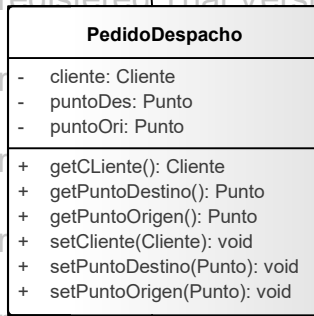 PedidoDespacho
- cliente: Cliente
- puntoDes: Punto
- puntoOri: Punto
+ getCLiente(): Cliente
+ getPuntoDestino(): Punto
+ getPuntoOrigen(): Punto
+ setCliente(Cliente): void
+ setPuntoDestino(Punto): void
+ setPuntoOrigen(Punto): void